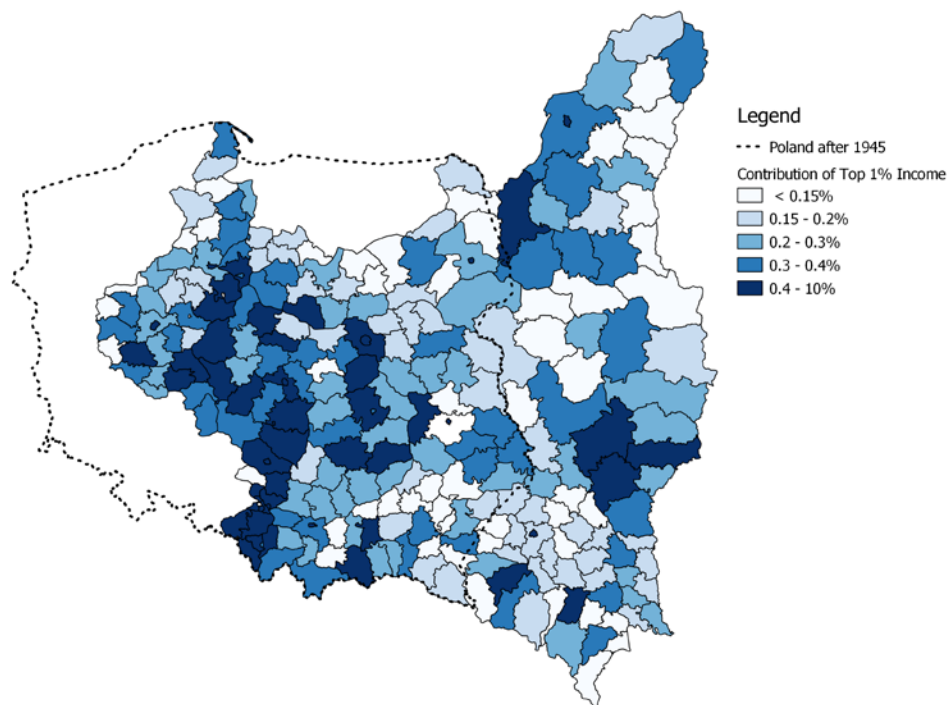 Legend
Poland after 1945
Contribution of Top 1% Income
< 0.15%
0.15 - 0.2%
0.2 - 0.3%
0.3 - 0.4%
0.4 - 10%